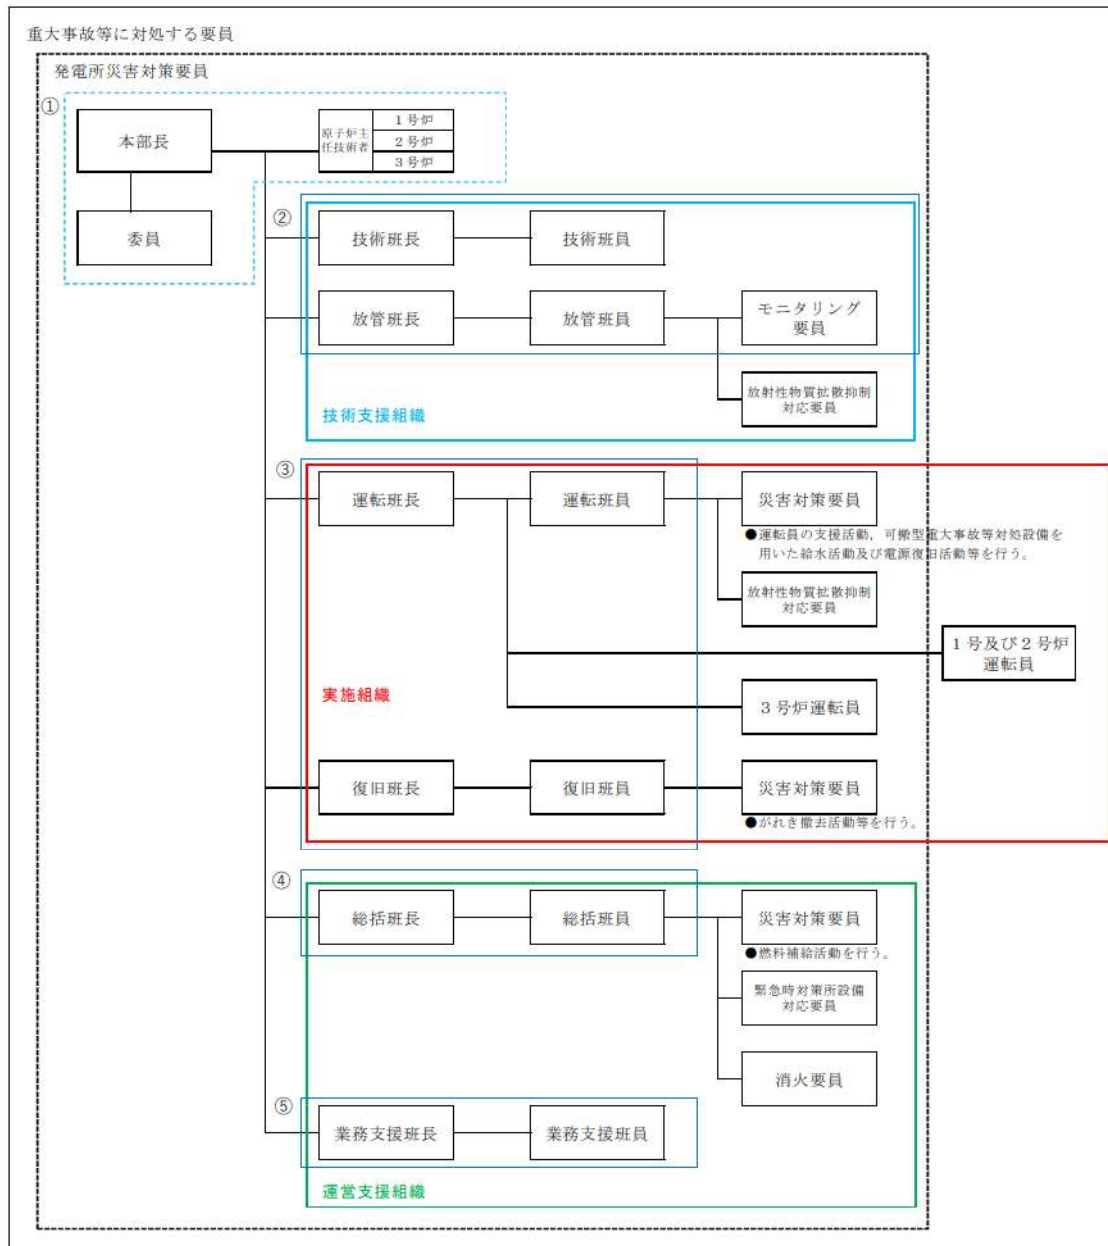 重大事故等に対処する要員
発電所災害対策要員
①
本部長
原子炉主
任技術者
1号炉
2号炉
3号炉
委員
②
技術班長
技術班員
放管班長
放管班員
モニタリング
要員
放射性物質拡散抑制
対応要員
技術支援組織
③
運転班長
運転班員
災害対策要員
●運転員の支援活動，可搬型重大事故等対処設備を
用いた給水活動及び電源復旧活動等を行う。
放射性物質拡散抑制
対応要員
1号及び2号炉
運転員
実施組織
3号炉運転員
復旧班長
復旧班員
災害対策要員
●がれき撤去活動等を行う。
④
総括班長
総括班員
災害対策要員
●燃料補給活動を行う。
緊急時対策所設備
対応要員
消火要員
⑤
業務支援班長
業務支援班員
運営支援組織